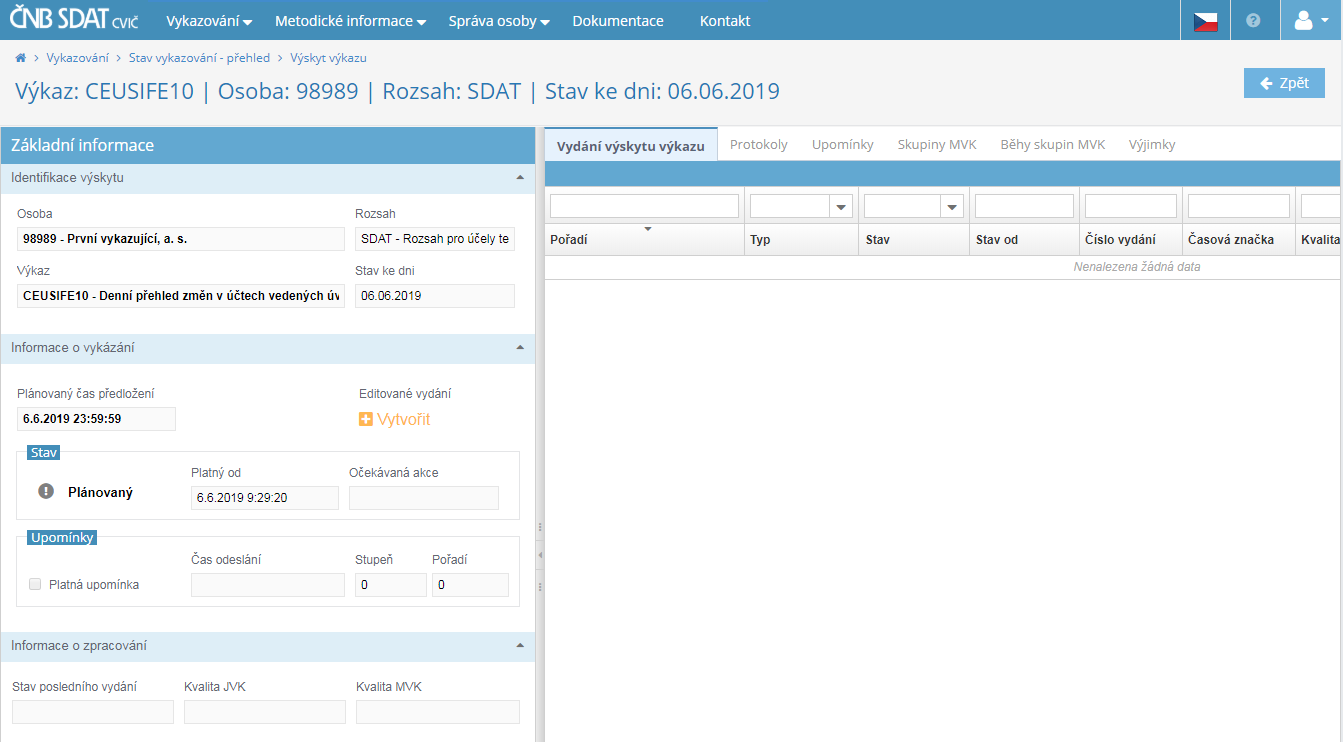 ČNB SDAT CVIČ Vykazování Metodické informace Správa osoby Dokumentace Kontakt
Vykazování > Stav vykazování - přehled > Výskyt výkazu
Výkaz: CEUSIFE10 | Osoba: 98989 | Rozsah: SDAT | Stav ke dni: 06.06.2019
Zpět
Základní informace
Identifikace výskytu
Osoba Rozsah
98989 - První vykazující, a. s. SDAT - Rozsah pro účely te
Výkaz Stav ke dni
CEUSIFE10 - Denní přehled změn v účtech vedených úv 06.06.2019
Informace o vykázání
Plánovaný čas předložení Editované vydání
6.6.2019 23:59:59 Vytvořit
Stav
Platný od Očekávaná akce
Plánovaný 6.6.2019 9:29:20
Upomínky
Čas odeslání Stupeň Pořadí
Platná upomínka 0 0
Informace o zpracování
Stav posledního vydání Kvalita JVK Kvalita MVK
Vydání výskytu výkazu Protokoly Upomínky Skupiny MVK Běhy skupin MVK Výjimky
Pořadí Typ Stav Stav od Číslo vydání Časová značka Kvalita
Nenalezena žádná data